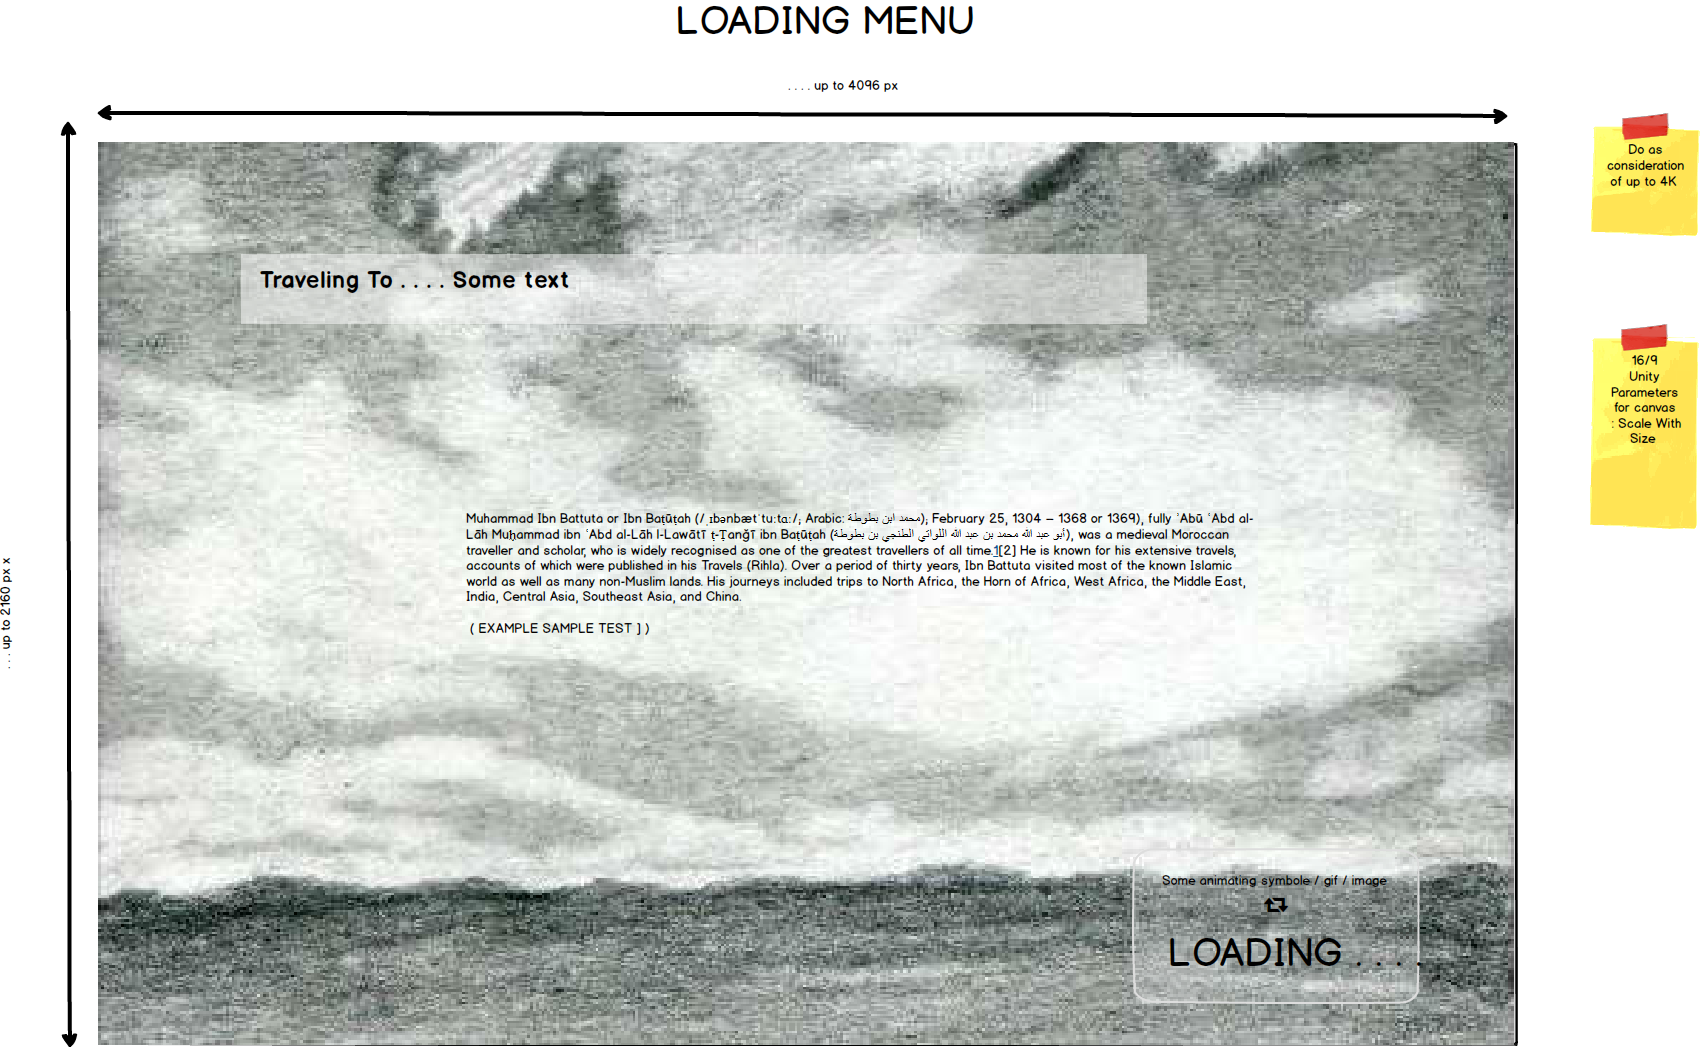 LOADING MENU
. . . . up to 4096 px
. . . up to 2160 px x
Do as
consideration
of up to 4K
Traveling To . . . . Some text
16/9
Unity
Parameters
for canvas
: Scale With
Size
Muhammad Ibn Battuta or Ibn Baṭūṭah (/ˌɪbənbætˈtuːtɑː/; Arabic: محمد ابن بطوطة); February 25, 1304 – 1368 or 1369), fully ʾAbū ʿAbd al-
Lāh Muḥammad ibn ʿAbd al-Lāh l-Lawātī ṭ-Ṭanǧī ibn Baṭūṭah (أبو عبد الله محمد بن عبد الله اللواتي الطنجي بن بطوطة), was a medieval Moroccan
traveller and scholar, who is widely recognised as one of the greatest travellers of all time.1[2] He is known for his extensive travels,
accounts of which were published in his Travels (Rihla). Over a period of thirty years, Ibn Battuta visited most of the known Islamic
world as well as many non-Muslim lands. His journeys included trips to North Africa, the Horn of Africa, West Africa, the Middle East,
India, Central Asia, Southeast Asia, and China.
( EXAMPLE SAMPLE TEST ] )
Some animating symbole / gif / image
LOADING . . . .